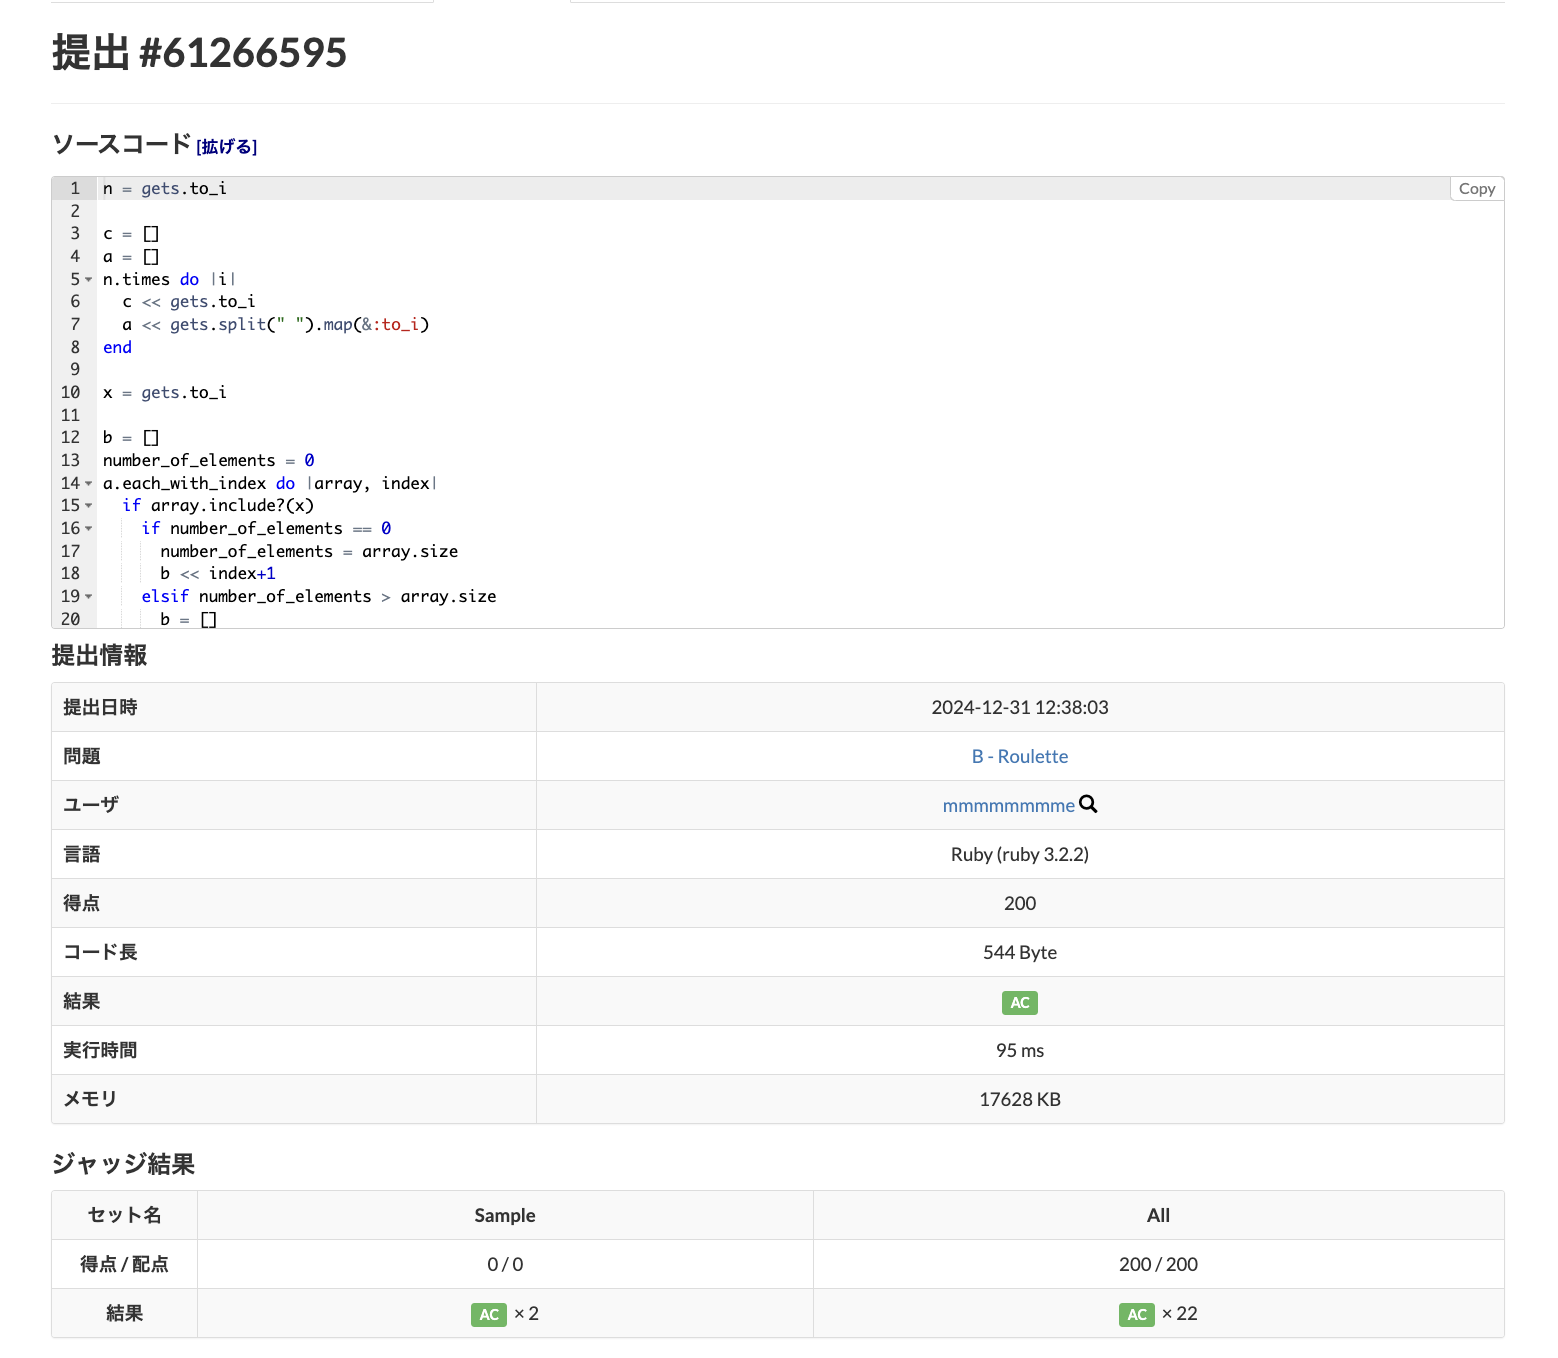 提出 #61266595
ソースコード [拡げる]
Copy
1 n = gets.to_i
2
3 c = []
4 a = []
5 n.times do |i|
6   c << gets.to_i
7   a << gets.split(" ").map(&:to_i)
8 end
9
10 x = gets.to_i
11
12 b = []
13 number_of_elements = 0
14 a.each_with_index do |array, index|
15   if array.include?(x)
16     if number_of_elements == 0
17       number_of_elements = array.size
18       b << index+1
19     elsif number_of_elements > array.size
20       b = []
提出情報
提出日時 2024-12-31 12:38:03
問題 B - Roulette
ユーザ mmmmmmmme
言語 Ruby (ruby 3.2.2)
得点 200
コード長 544 Byte
結果 AC
実行時間 95 ms
メモリ 17628 KB
ジャッジ結果
セット名 Sample All
得点 / 配点 0 / 0 200 / 200
結果 AC × 2 AC × 22